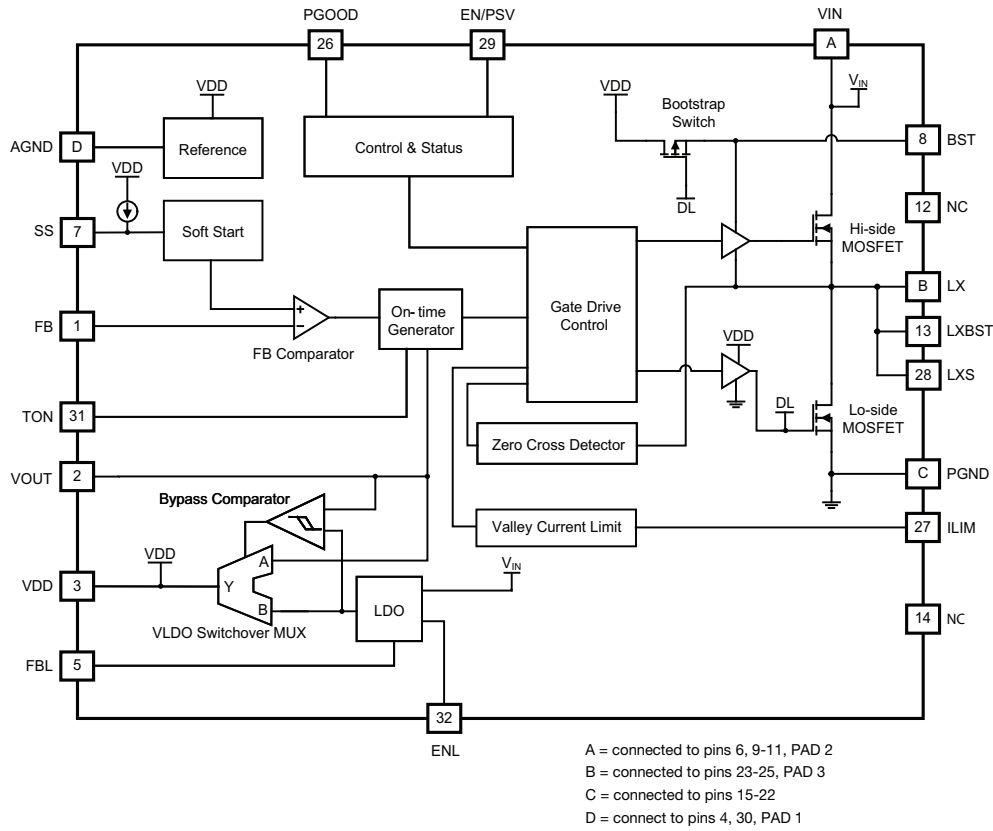 PGOOD
EN/PSV
VIN
26
29
A
VDD
VDD
Bootstrap
Switch
VIN
AGND
D
Reference
Control & Status
8
BST
VDD
DL
12
NC
SS
7
Soft Start
Hi-side
MOSFET
Gate Drive
Control
B
LX
FB
1
+
–
On-time
Generator
FB Comparator
13
LXBST
VDD
28
LXS
TON
31
DL
Lo-side
MOSFET
Zero Cross Detector
VOUT
2
C
PGND
Bypass Comparator
Valley Current Limit
27
ILIM
VDD
A
VIN
VDD
3
Y
B
LDO
14
NC
VLDO Switchover MUX
FBL
5
32
ENL
A = connected to pins 6, 9-11, PAD 2
B = connected to pins 23-25, PAD 3
C = connected to pins 15-22
D = connect to pins 4, 30, PAD 1